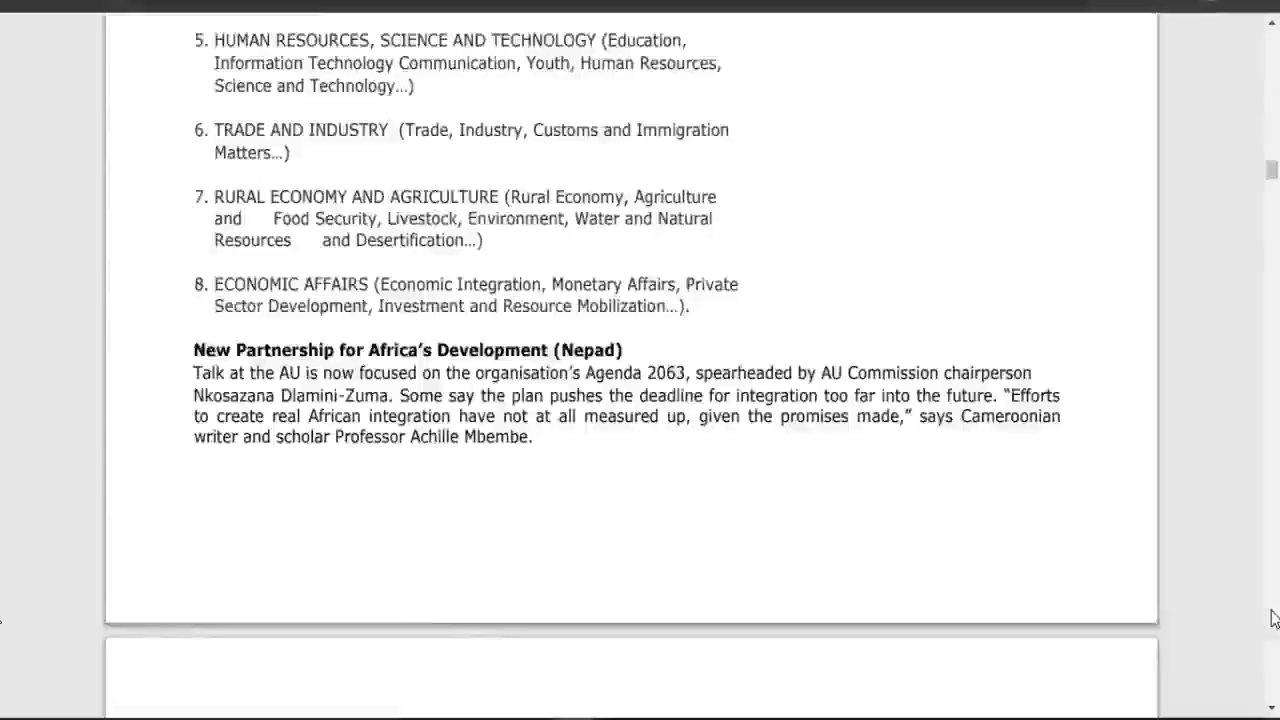 5. HUMAN RESOURCES, SCIENCE AND TECHNOLOGY (Education,
Information Technology Communication, Youth, Human Resources,
Science and Technology...)
6. TRADE AND INDUSTRY (Trade, Industry, Customs and Immigration
Matters...)
7. RURAL ECONOMY AND AGRICULTURE (Rural Economy, Agriculture
and Food Security, Livestock, Environment, Water and Natural
Resources and Desertification...)
8. ECONOMIC AFFAIRS (Economic Integration, Monetary Affairs, Private
Sector Development, Investment and Resource Mobilization...).
New Partnership for Africa's Development (Nepad)
Talk at the AU is now focused on the organisation's Agenda 2063, spearheaded by AU Commission chairperson
Nkosazana Dlamini-Zuma. Some say the plan pushes the deadline for integration too far into the future. "Efforts
to create real African integration have not at all measured up, given the promises made," says Cameroonian
writer and scholar Professor Achille Mbembe.